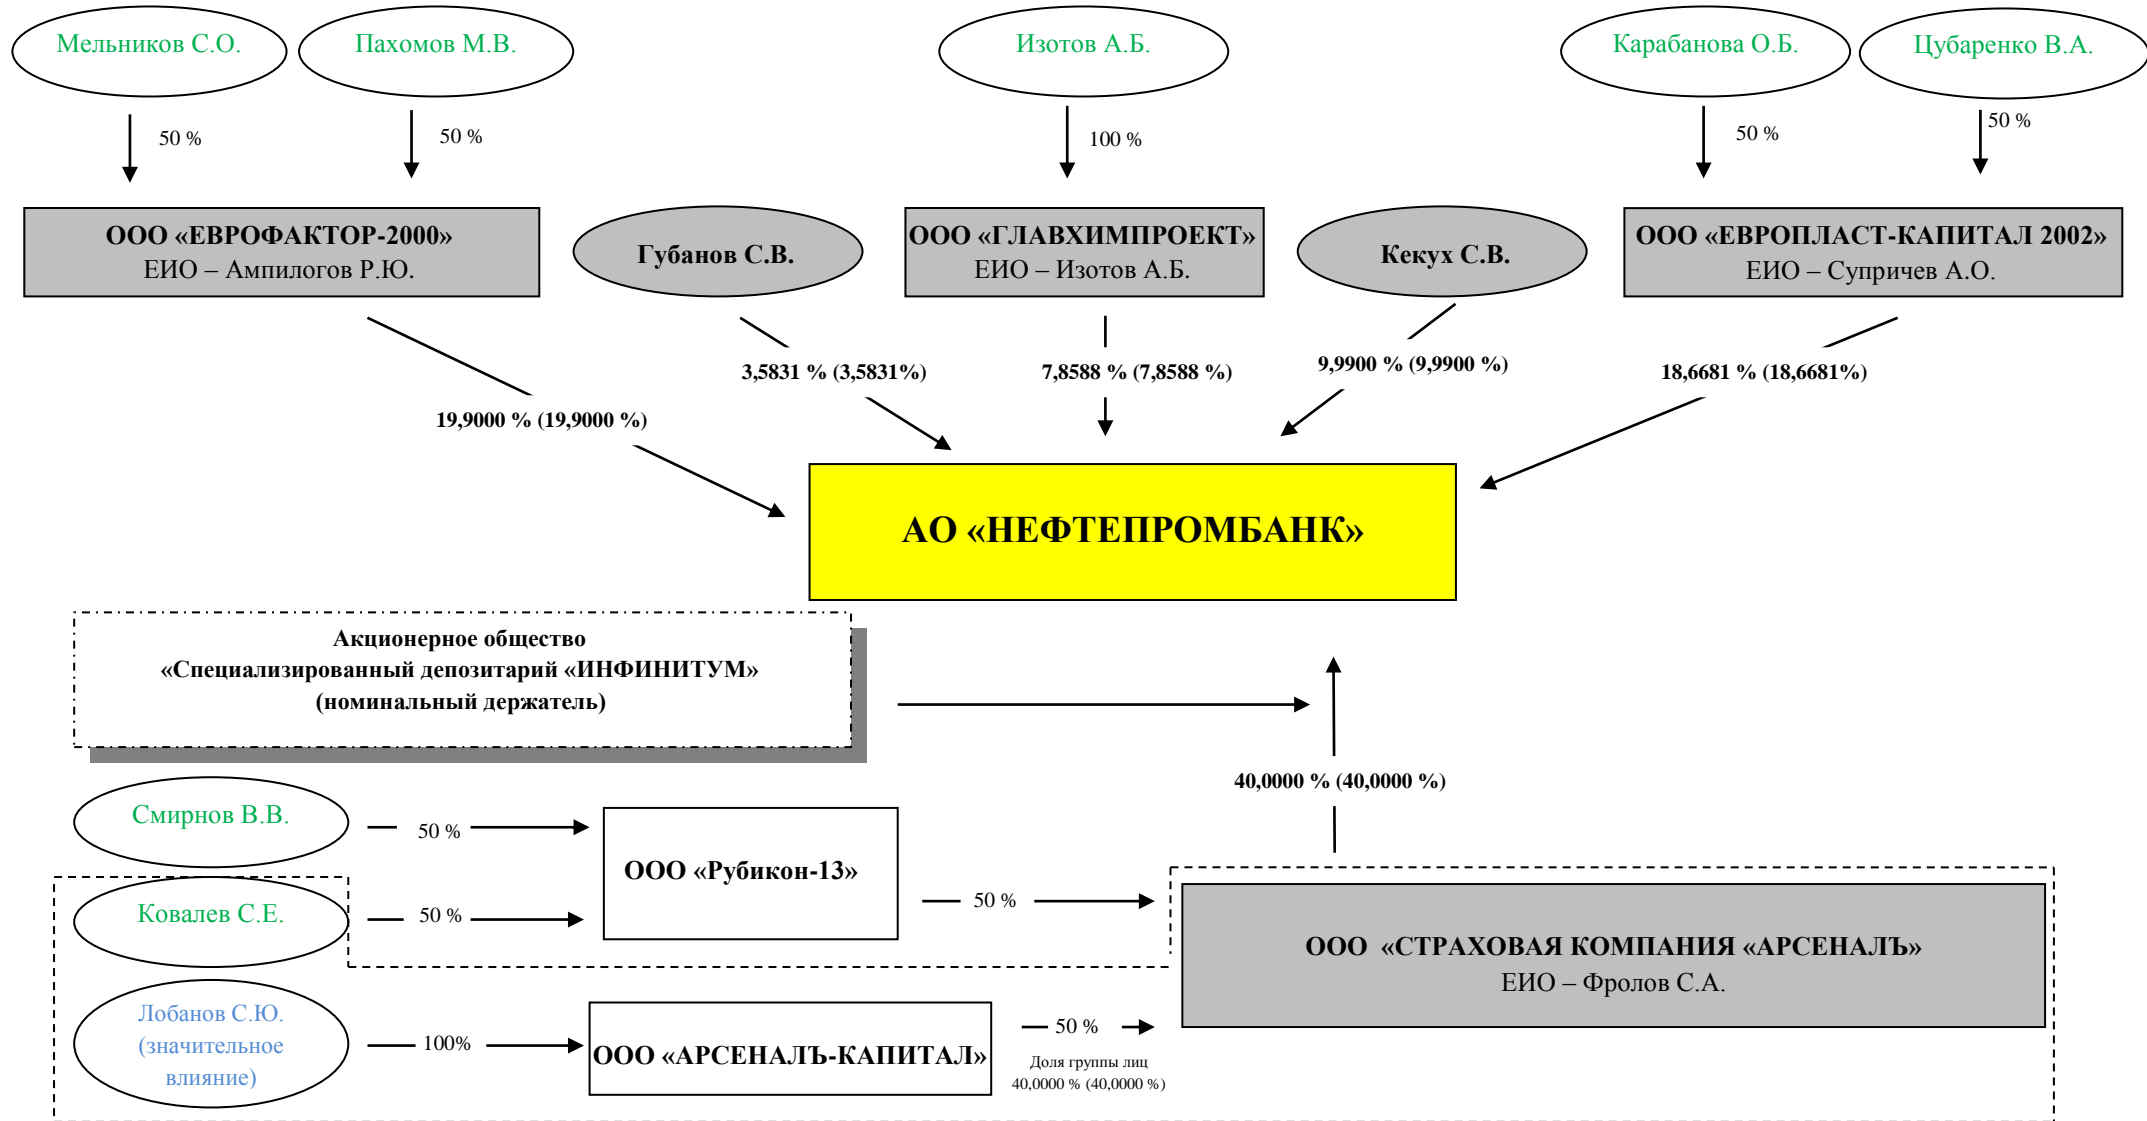 Мельников С.О.
Пахомов М.В.
Изотов А.Б.
Карабанова О.Б.
Цубаренко В.А.
50 %
50 %
100 %
50 %
50 %
ООО «ЕВРОФАКТОР-2000»
ЕИО – Ампилогов Р.Ю.
Губанов С.В.
ООО «ГЛАВХИМПРОЕКТ»
ЕИО – Изотов А.Б.
Кекух С.В.
ООО «ЕВРОПЛАСТ-КАПИТАЛ 2002»
ЕИО – Супричев А.О.
19,9000 % (19,9000 %)
3,5831 % (3,5831%)
7,8588 % (7,8588 %)
9,9900 % (9,9900 %)
18,6681 % (18,6681%)
АО «НЕФТЕПРОМБАНК»
Акционерное общество
«Специализированный депозитарий «ИНФИНИТУМ»
(номинальный держатель)
40,0000 % (40,0000 %)
Смирнов В.В.
50 %
ООО «Рубикон-13»
Ковалев С.Е.
50 %
50 %
ООО «СТРАХОВАЯ КОМПАНИЯ «АРСЕНАЛЪ»
ЕИО – Фролов С.А.
Лобанов С.Ю.
(значительное
влияние)
100%
ООО «АРСЕНАЛЪ-КАПИТАЛ»
50 %
Доля группы лиц
40,0000 % (40,0000 %)